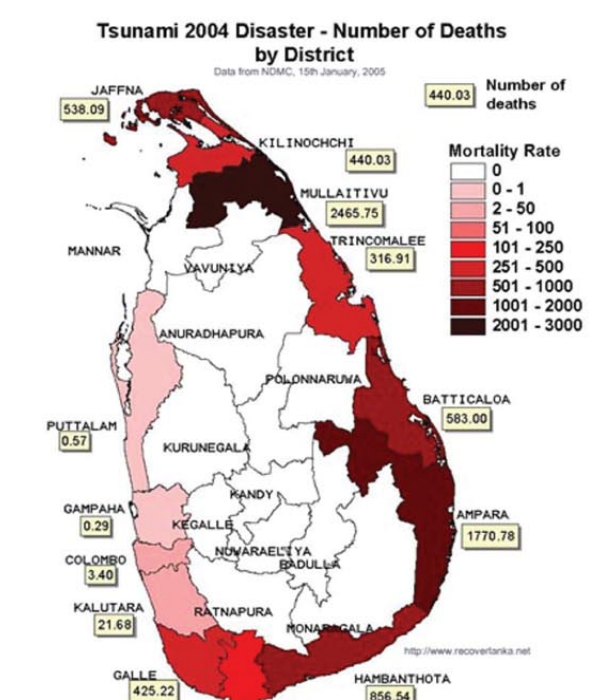 Tsunami 2004 Disaster - Number of Deaths
by District
Data from NDMC, 15th January, 2005
440.03
Number of
deaths
Mortality Rate
0
0 - 1
2 - 50
51 - 100
101 - 250
251 - 500
501 - 1000
1001 - 2000
2001 - 3000
JAFFNA
538.09
KILINOCHCHI
440.03
MULLAITIVU
2465.75
TRINCOMALEE
316.91
MANNAR
VAVUNIYA
ANURADHAPURA
POLONNARUWA
BATTICALOA
583.00
PUTTALAM
0.57
KURUNEGALA
KANDY
GAMPAHA
0.29
KEGALLE
AMPARA
1770.78
NUWARAELIYA
BADULLA
COLOMBO
3.40
KALUTARA
21.68
RATNAPURA
MONARAGALA
http://www.recoverlanka.net
GALLE
425.22
HAMBANTHOTA
856.54